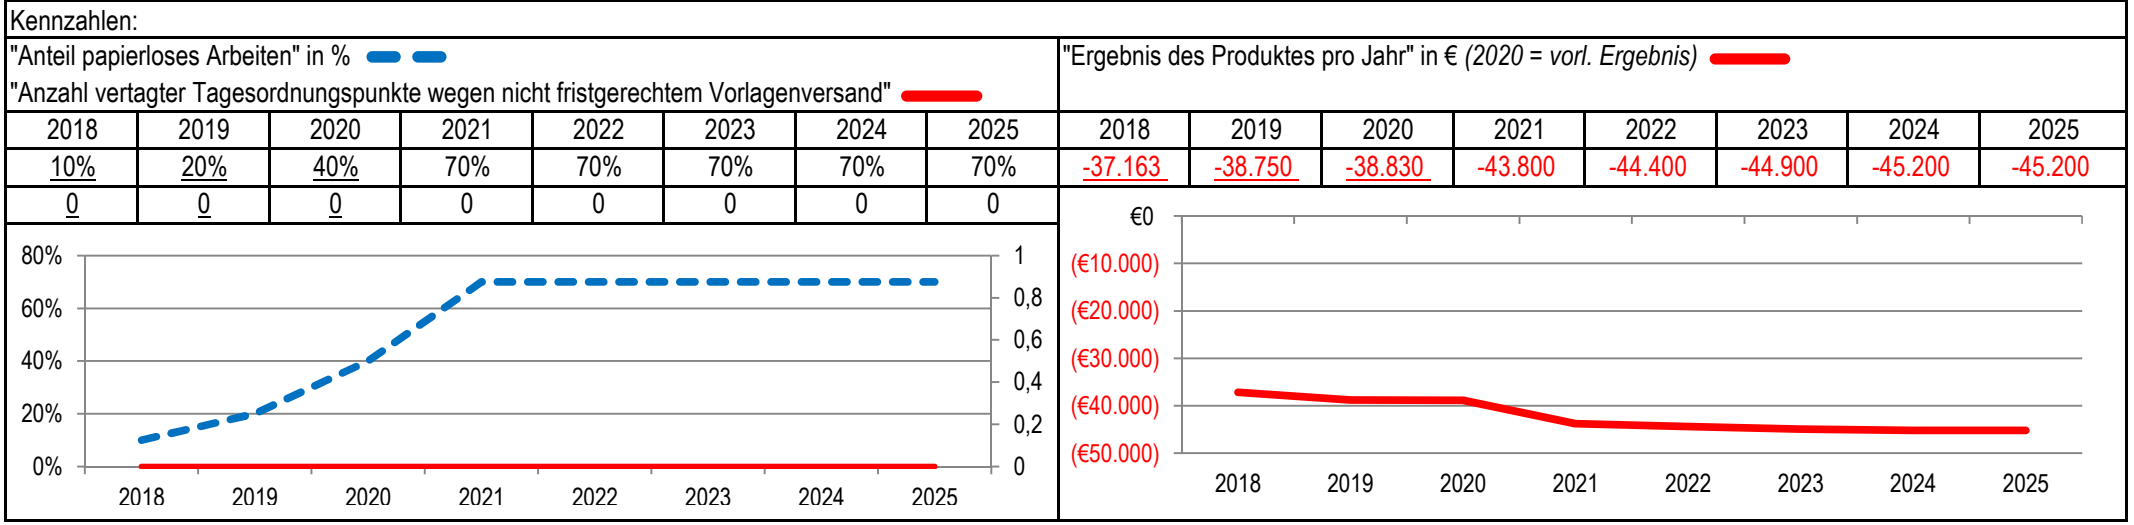 Kennzahlen:
"Anteil papierloses Arbeiten" in %
"Anzahl vertagter Tagesordnungspunkte wegen nicht fristgerechtem Vorlagenversand"
2018 2019 2020 2021 2022 2023 2024 2025
10% 20% 40% 70% 70% 70% 70% 70%
0 0 0 0 0 0 0 0
80% 1
60% 0,8
0,6
40% 0,4
20% 0,2
0% 0
2018 2019 2020 2021 2022 2023 2024 2025
"Ergebnis des Produktes pro Jahr" in € (2020 = vorl. Ergebnis)
2018 2019 2020 2021 2022 2023 2024 2025
-37.163 -38.750 -38.830 -43.800 -44.400 -44.900 -45.200 -45.200
€0
(€10.000)
(€20.000)
(€30.000)
(€40.000)
(€50.000)
2018 2019 2020 2021 2022 2023 2024 2025